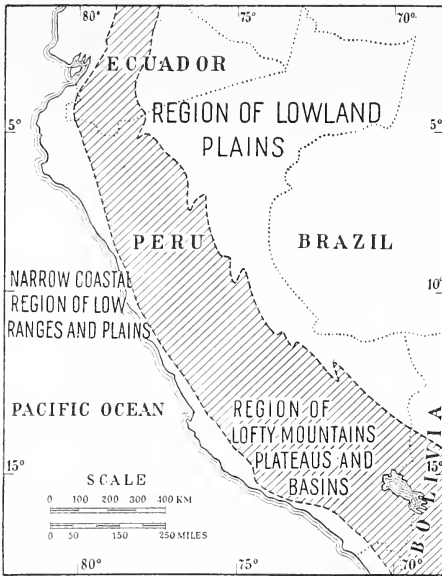 80° 75° 70°
ECUADOR
REGION OF LOWLAND
PLAINS
5° 5°
PERU BRAZIL
NARROW COASTAL
REGION OF LOW
RANGES AND PLAINS
10°
PACIFIC OCEAN
REGION OF
LOFTY MOUNTAINS
PLATEAUS AND
BASINS
BOLIVIA
15° 15°
SCALE
0 100 200 300 400 KM
0 50 150 250 MILES
80° 75° 70°